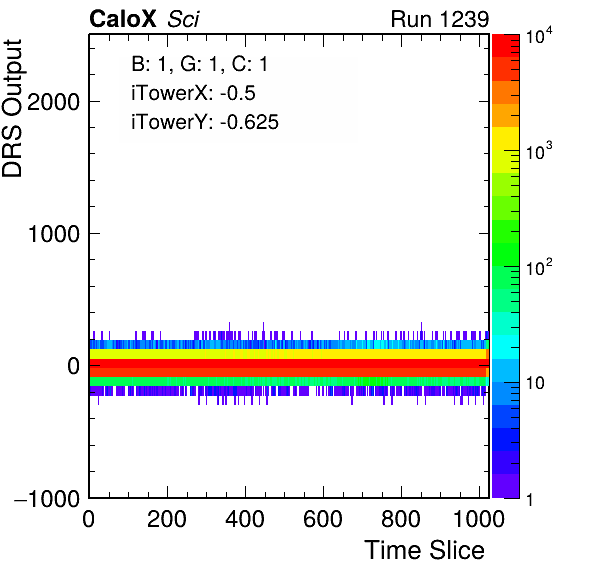 CaloX Sci Run 1239
B: 1, G: 1, C: 1
iTowerX: -0.5
iTowerY: -0.625
DRS Output
2000
1000
0
−1000
0 200 400 600 800 1000
Time Slice
10^4
10^3
10^2
10
1